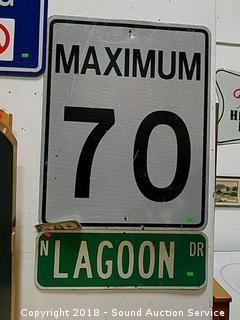 MAXIMUM
70
N LAGOON DR
Copyright 2018 - Sound Auction Service